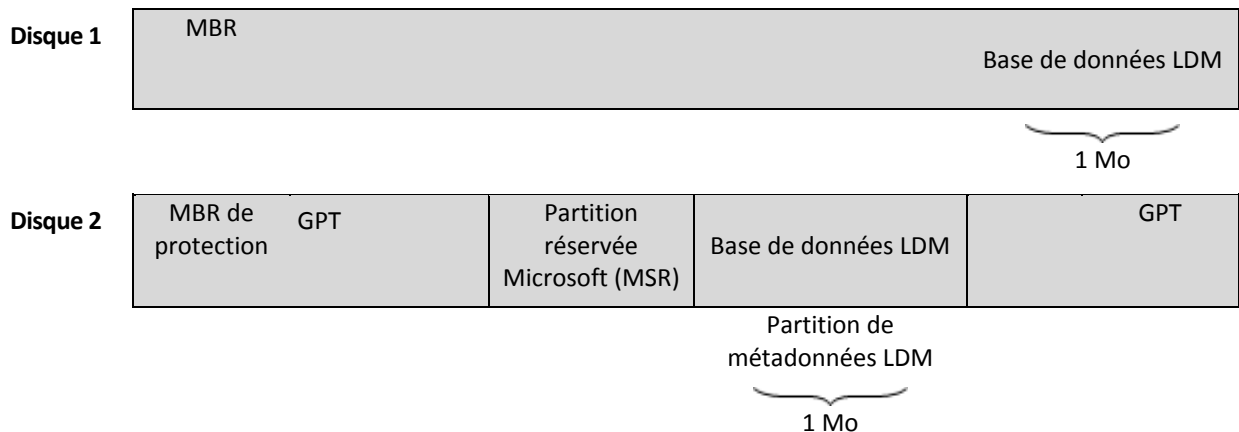 Disque 1
MBR
Base de données LDM
1 Mo
Disque 2
MBR de
protection
GPT
Partition
réservée
Microsoft (MSR)
Base de données LDM
GPT
Partition de
métadonnées LDM
1 Mo